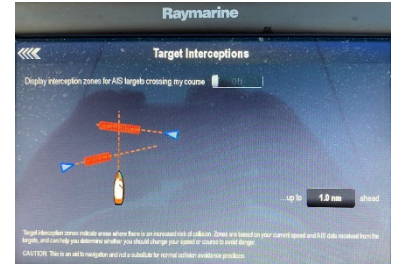 Raymarine
Target Interceptions
Display interception zones for AIS targets crossing my course Off
...up to 1.0 nm ahead
Target interception zones indicate areas where there is an increased risk of collision. Zones are based on your current speed and AIS data received from the
targets, and can help you determine whether you should change your speed or course to avoid danger.
CAUTION: This is an aid to navigation and not a substitute for normal collision avoidance practices